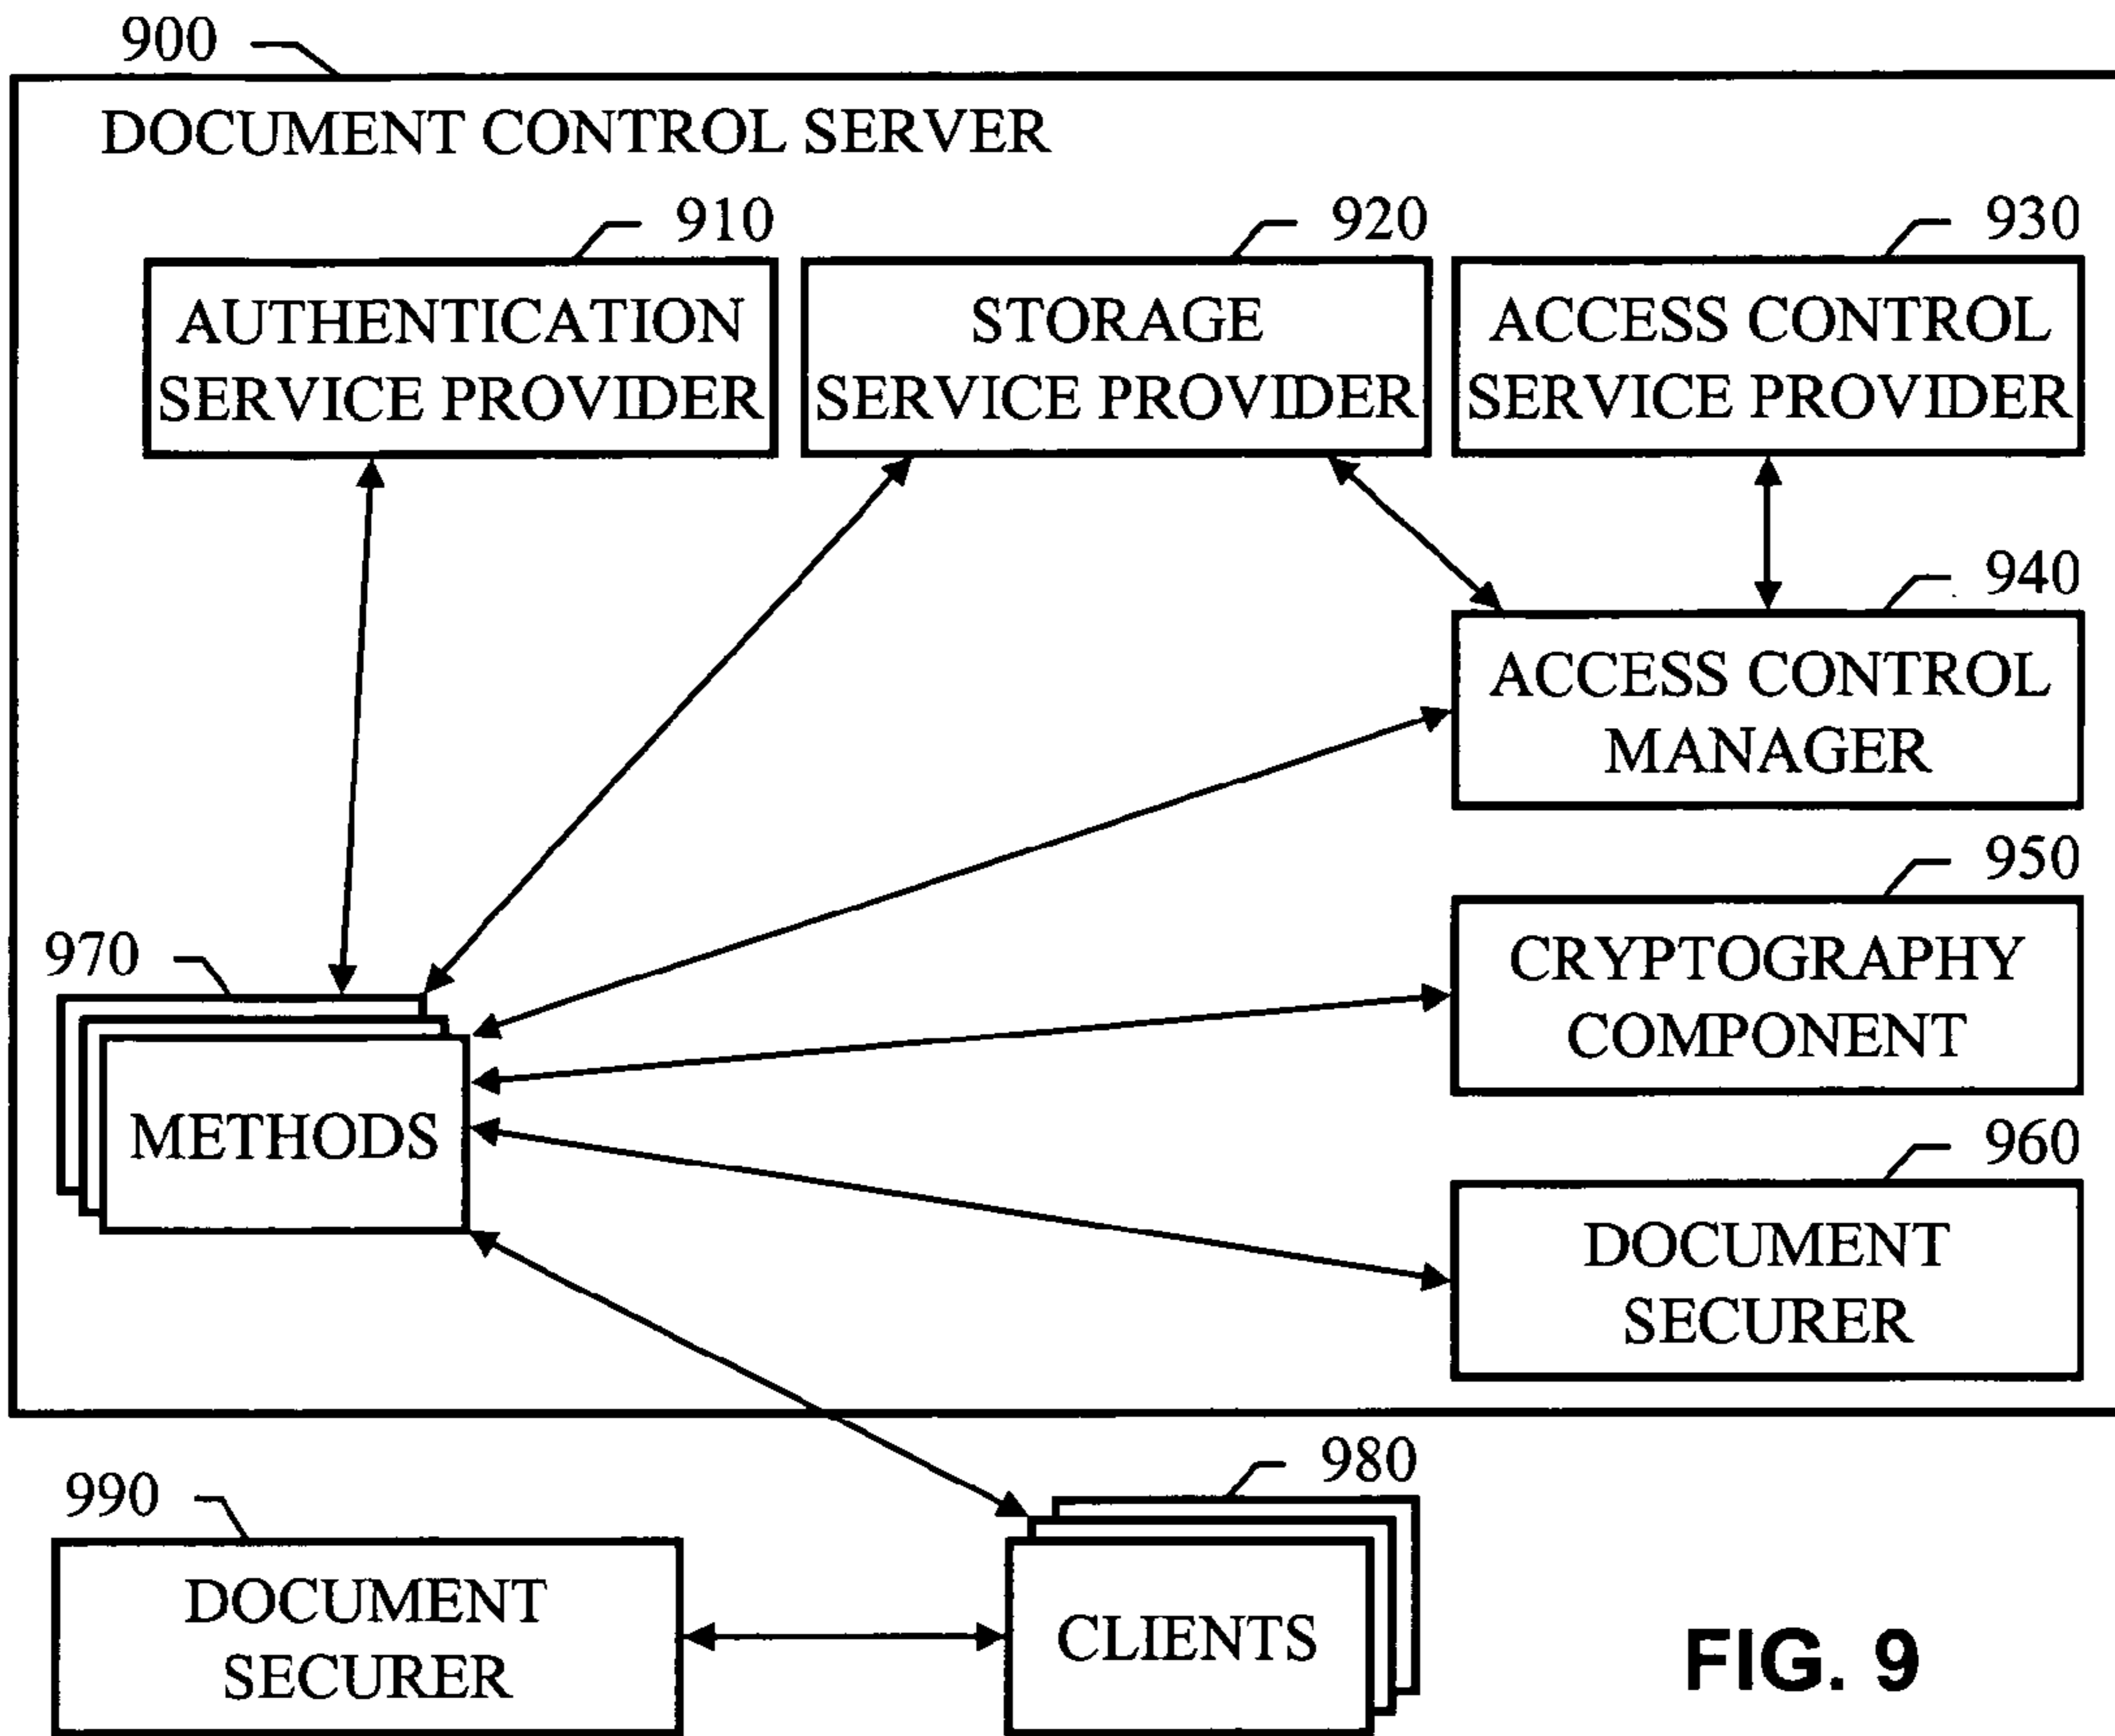 900
DOCUMENT CONTROL SERVER
910
920
930
AUTHENTICATION
SERVICE PROVIDER
STORAGE
SERVICE PROVIDER
ACCESS CONTROL
SERVICE PROVIDER
940
ACCESS CONTROL
MANAGER
950
CRYPTOGRAPHY
COMPONENT
970
METHODS
960
DOCUMENT
SECURER
980
990
DOCUMENT
SECURER
CLIENTS
FIG. 9